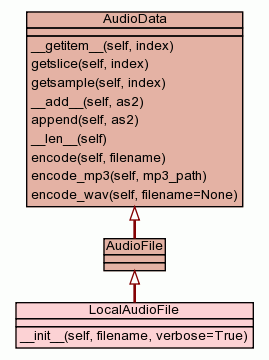 AudioData
__getitem__(self, index)
getslice(self, index)
getsample(self, index)
__add__(self, as2)
append(self, as2)
__len__(self)
encode(self, filename)
encode_mp3(self, mp3_path)
encode_wav(self, filename=None)
AudioFile
LocalAudioFile
__init__(self, filename, verbose=True)